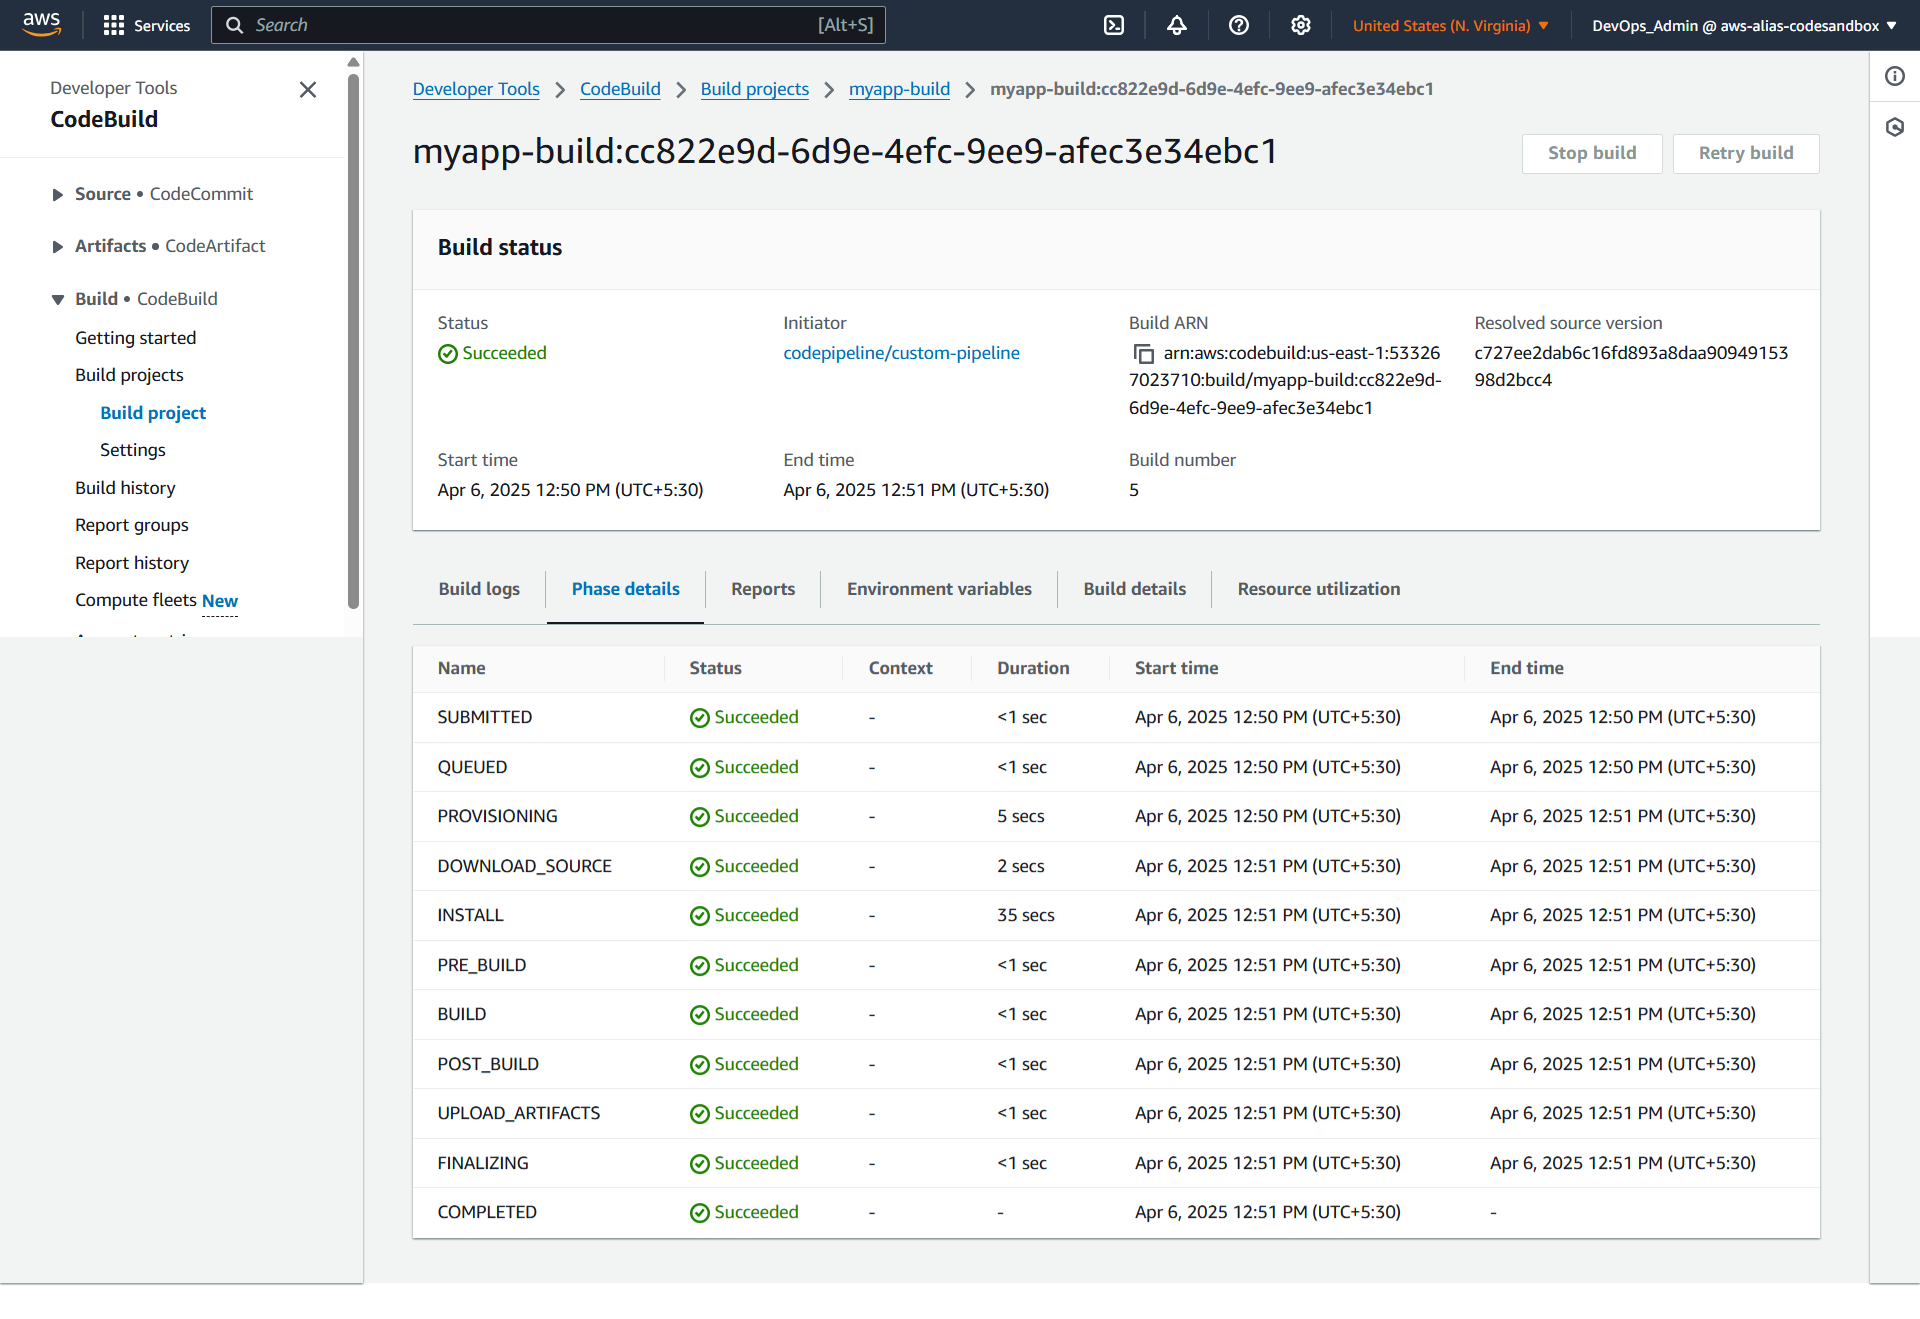 aws
Services
Search
[Alt+S]
United States (N. Virginia)
DevOps_Admin @ aws-alias-codesandbox
Developer Tools
CodeBuild
Source • CodeCommit
Artifacts • CodeArtifact
Build • CodeBuild
Getting started
Build projects
Build project
Settings
Build history
Report groups
Report history
Compute fleets New
Developer Tools
CodeBuild
Build projects
myapp-build
myapp-build:cc822e9d-6d9e-4efc-9ee9-afec3e34ebc1
myapp-build:cc822e9d-6d9e-4efc-9ee9-afec3e34ebc1
Stop build
Retry build
Build status
Status
Succeeded
Initiator
codepipeline/custom-pipeline
Build ARN
arn:aws:codebuild:us-east-1:53326
7023710:build/myapp-build:cc822e9d-
6d9e-4efc-9ee9-afec3e34ebc1
Resolved source version
c727ee2dab6c16fd893a8daa90949153
98d2bcc4
Start time
Apr 6, 2025 12:50 PM (UTC+5:30)
End time
Apr 6, 2025 12:51 PM (UTC+5:30)
Build number
5
Build logs
Phase details
Reports
Environment variables
Build details
Resource utilization
Name Status Context Duration Start time End time
SUBMITTED Succeeded - <1 sec Apr 6, 2025 12:50 PM (UTC+5:30) Apr 6, 2025 12:50 PM (UTC+5:30)
QUEUED Succeeded - <1 sec Apr 6, 2025 12:50 PM (UTC+5:30) Apr 6, 2025 12:50 PM (UTC+5:30)
PROVISIONING Succeeded - 5 secs Apr 6, 2025 12:50 PM (UTC+5:30) Apr 6, 2025 12:51 PM (UTC+5:30)
DOWNLOAD_SOURCE Succeeded - 2 secs Apr 6, 2025 12:51 PM (UTC+5:30) Apr 6, 2025 12:51 PM (UTC+5:30)
INSTALL Succeeded - 35 secs Apr 6, 2025 12:51 PM (UTC+5:30) Apr 6, 2025 12:51 PM (UTC+5:30)
PRE_BUILD Succeeded - <1 sec Apr 6, 2025 12:51 PM (UTC+5:30) Apr 6, 2025 12:51 PM (UTC+5:30)
BUILD Succeeded - <1 sec Apr 6, 2025 12:51 PM (UTC+5:30) Apr 6, 2025 12:51 PM (UTC+5:30)
POST_BUILD Succeeded - <1 sec Apr 6, 2025 12:51 PM (UTC+5:30) Apr 6, 2025 12:51 PM (UTC+5:30)
UPLOAD_ARTIFACTS Succeeded - <1 sec Apr 6, 2025 12:51 PM (UTC+5:30) Apr 6, 2025 12:51 PM (UTC+5:30)
FINALIZING Succeeded - <1 sec Apr 6, 2025 12:51 PM (UTC+5:30) Apr 6, 2025 12:51 PM (UTC+5:30)
COMPLETED Succeeded - - Apr 6, 2025 12:51 PM (UTC+5:30) -